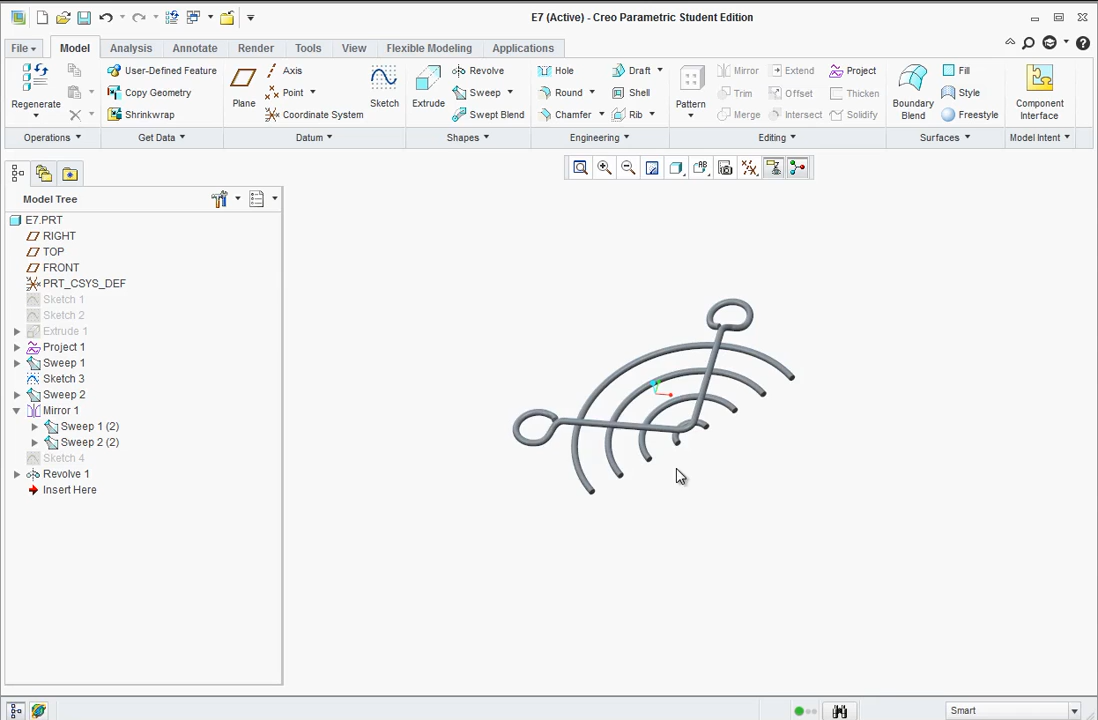 E7 (Active) - Creo Parametric Student Edition
File Model Analysis Annotate Render Tools View Flexible Modeling Applications
Regenerate
User-Defined Feature
Copy Geometry
Shrinkwrap
Plane
Axis
Point
Coordinate System
Sketch
Extrude
Revolve
Sweep
Swept Blend
Hole
Round
Chamfer
Draft
Shell
Rib
Pattern
Mirror
Trim
Merge
Extend
Offset
Intersect
Project
Thicken
Solidify
Boundary
Blend
Fill
Style
Freestyle
Component
Interface
Operations Get Data Datum Shapes Engineering Editing Surfaces Model Intent
Model Tree
E7.PRT
RIGHT
TOP
FRONT
PRT_CSYS_DEF
Sketch 1
Sketch 2
Extrude 1
Project 1
Sweep 1
Sketch 3
Sweep 2
Mirror 1
Sweep 1 (2)
Sweep 2 (2)
Sketch 4
Revolve 1
Insert Here
Smart